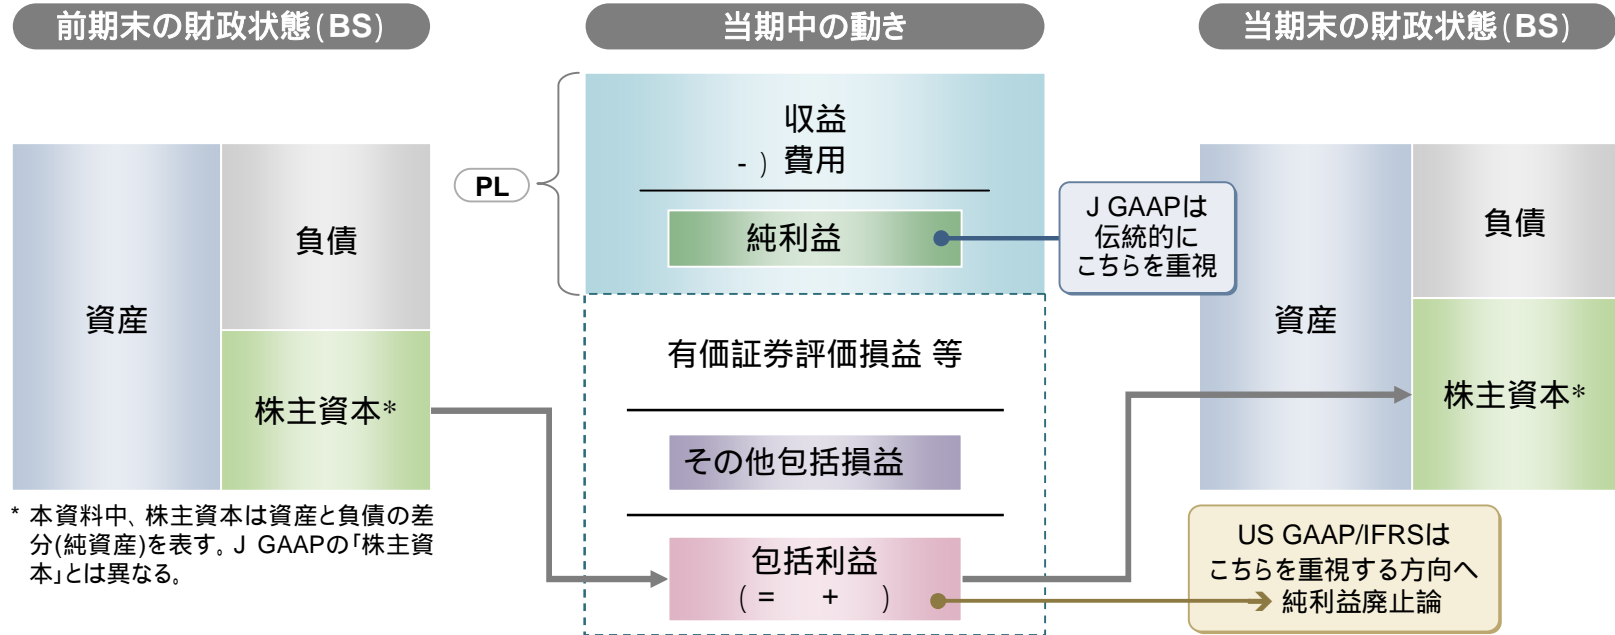 前期末の財政状態(BS)
当期中の動き
当期末の財政状態(BS)
資産
負債
株主資本*
* 本資料中、株主資本は資産と負債の差
分(純資産)を表す。J GAAPの「株主資
本」とは異なる。
PL
収益
- ) 費用
純利益
J GAAPは
伝統的に
こちらを重視
有価証券評価損益 等
その他包括損益
包括利益
( = + )
資産
負債
株主資本*
US GAAP/IFRSは
こちらを重視する方向へ
純利益廃止論